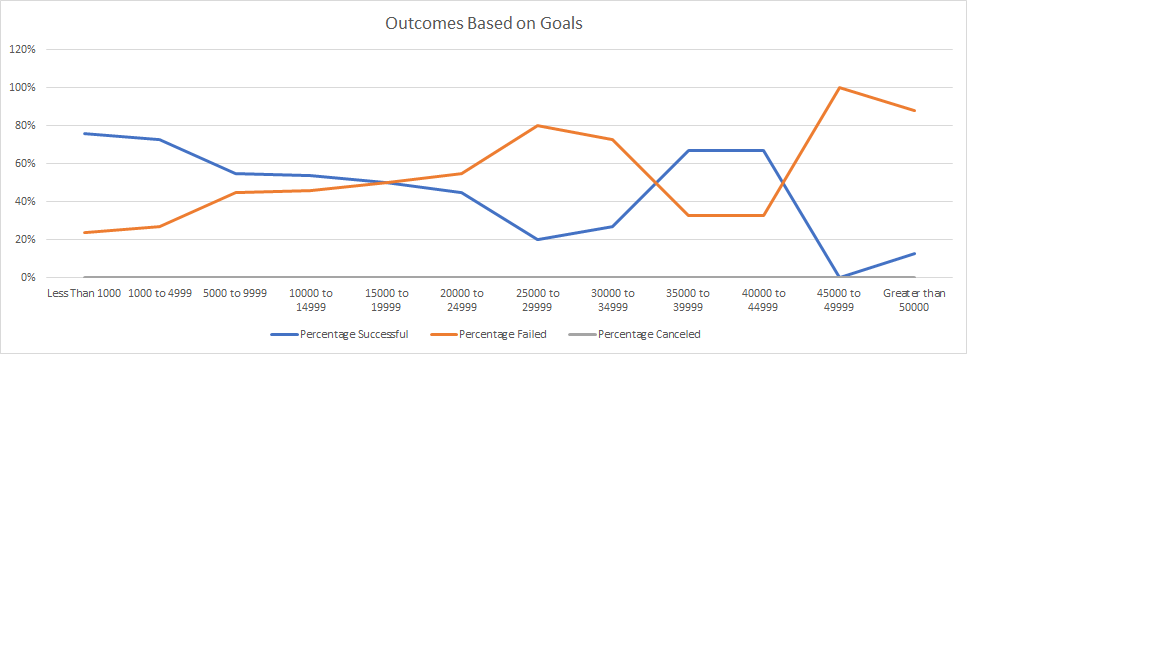 Outcomes Based on Goals
120%
100%
80%
60%
40%
20%
0%
Less Than 1000 1000 to 4999 5000 to 9999 10000 to 14999 15000 to 19999 20000 to 24999 25000 to 29999 30000 to 34999 35000 to 39999 40000 to 44999 45000 to 49999 Greater than 50000
Percentage Successful Percentage Failed Percentage Canceled